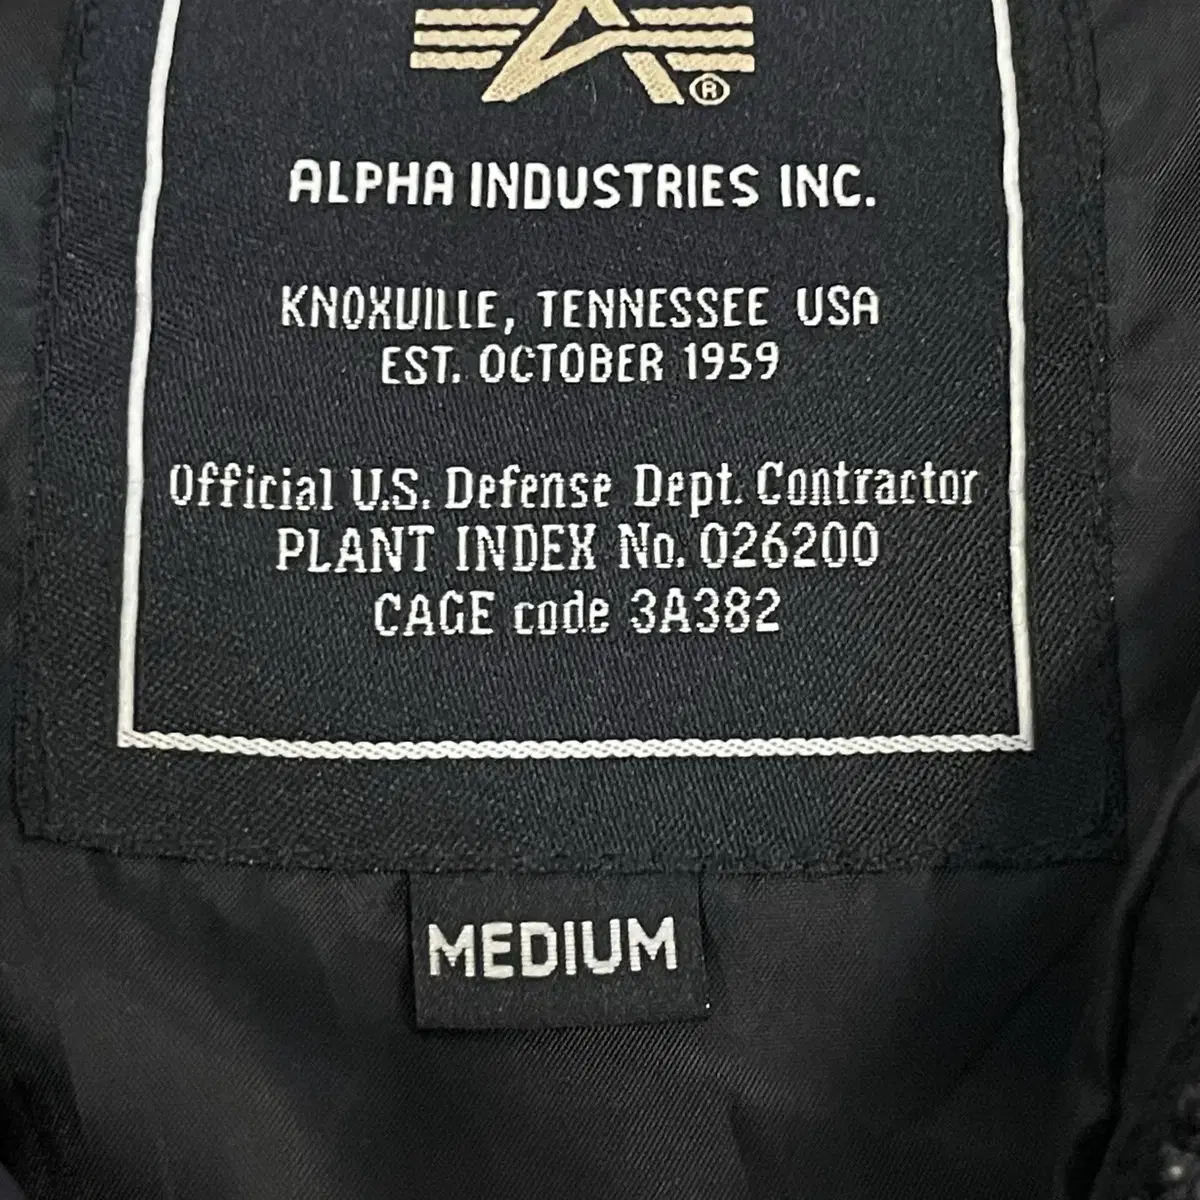 ®
ALPHA INDUSTRIES INC.
KNOXVILLE, TENNESSEE USA
EST. OCTOBER 1959
Official U.S. Defense Dept. Contractor
PLANT INDEX No. 026200
CAGE code 3A382
MEDIUM